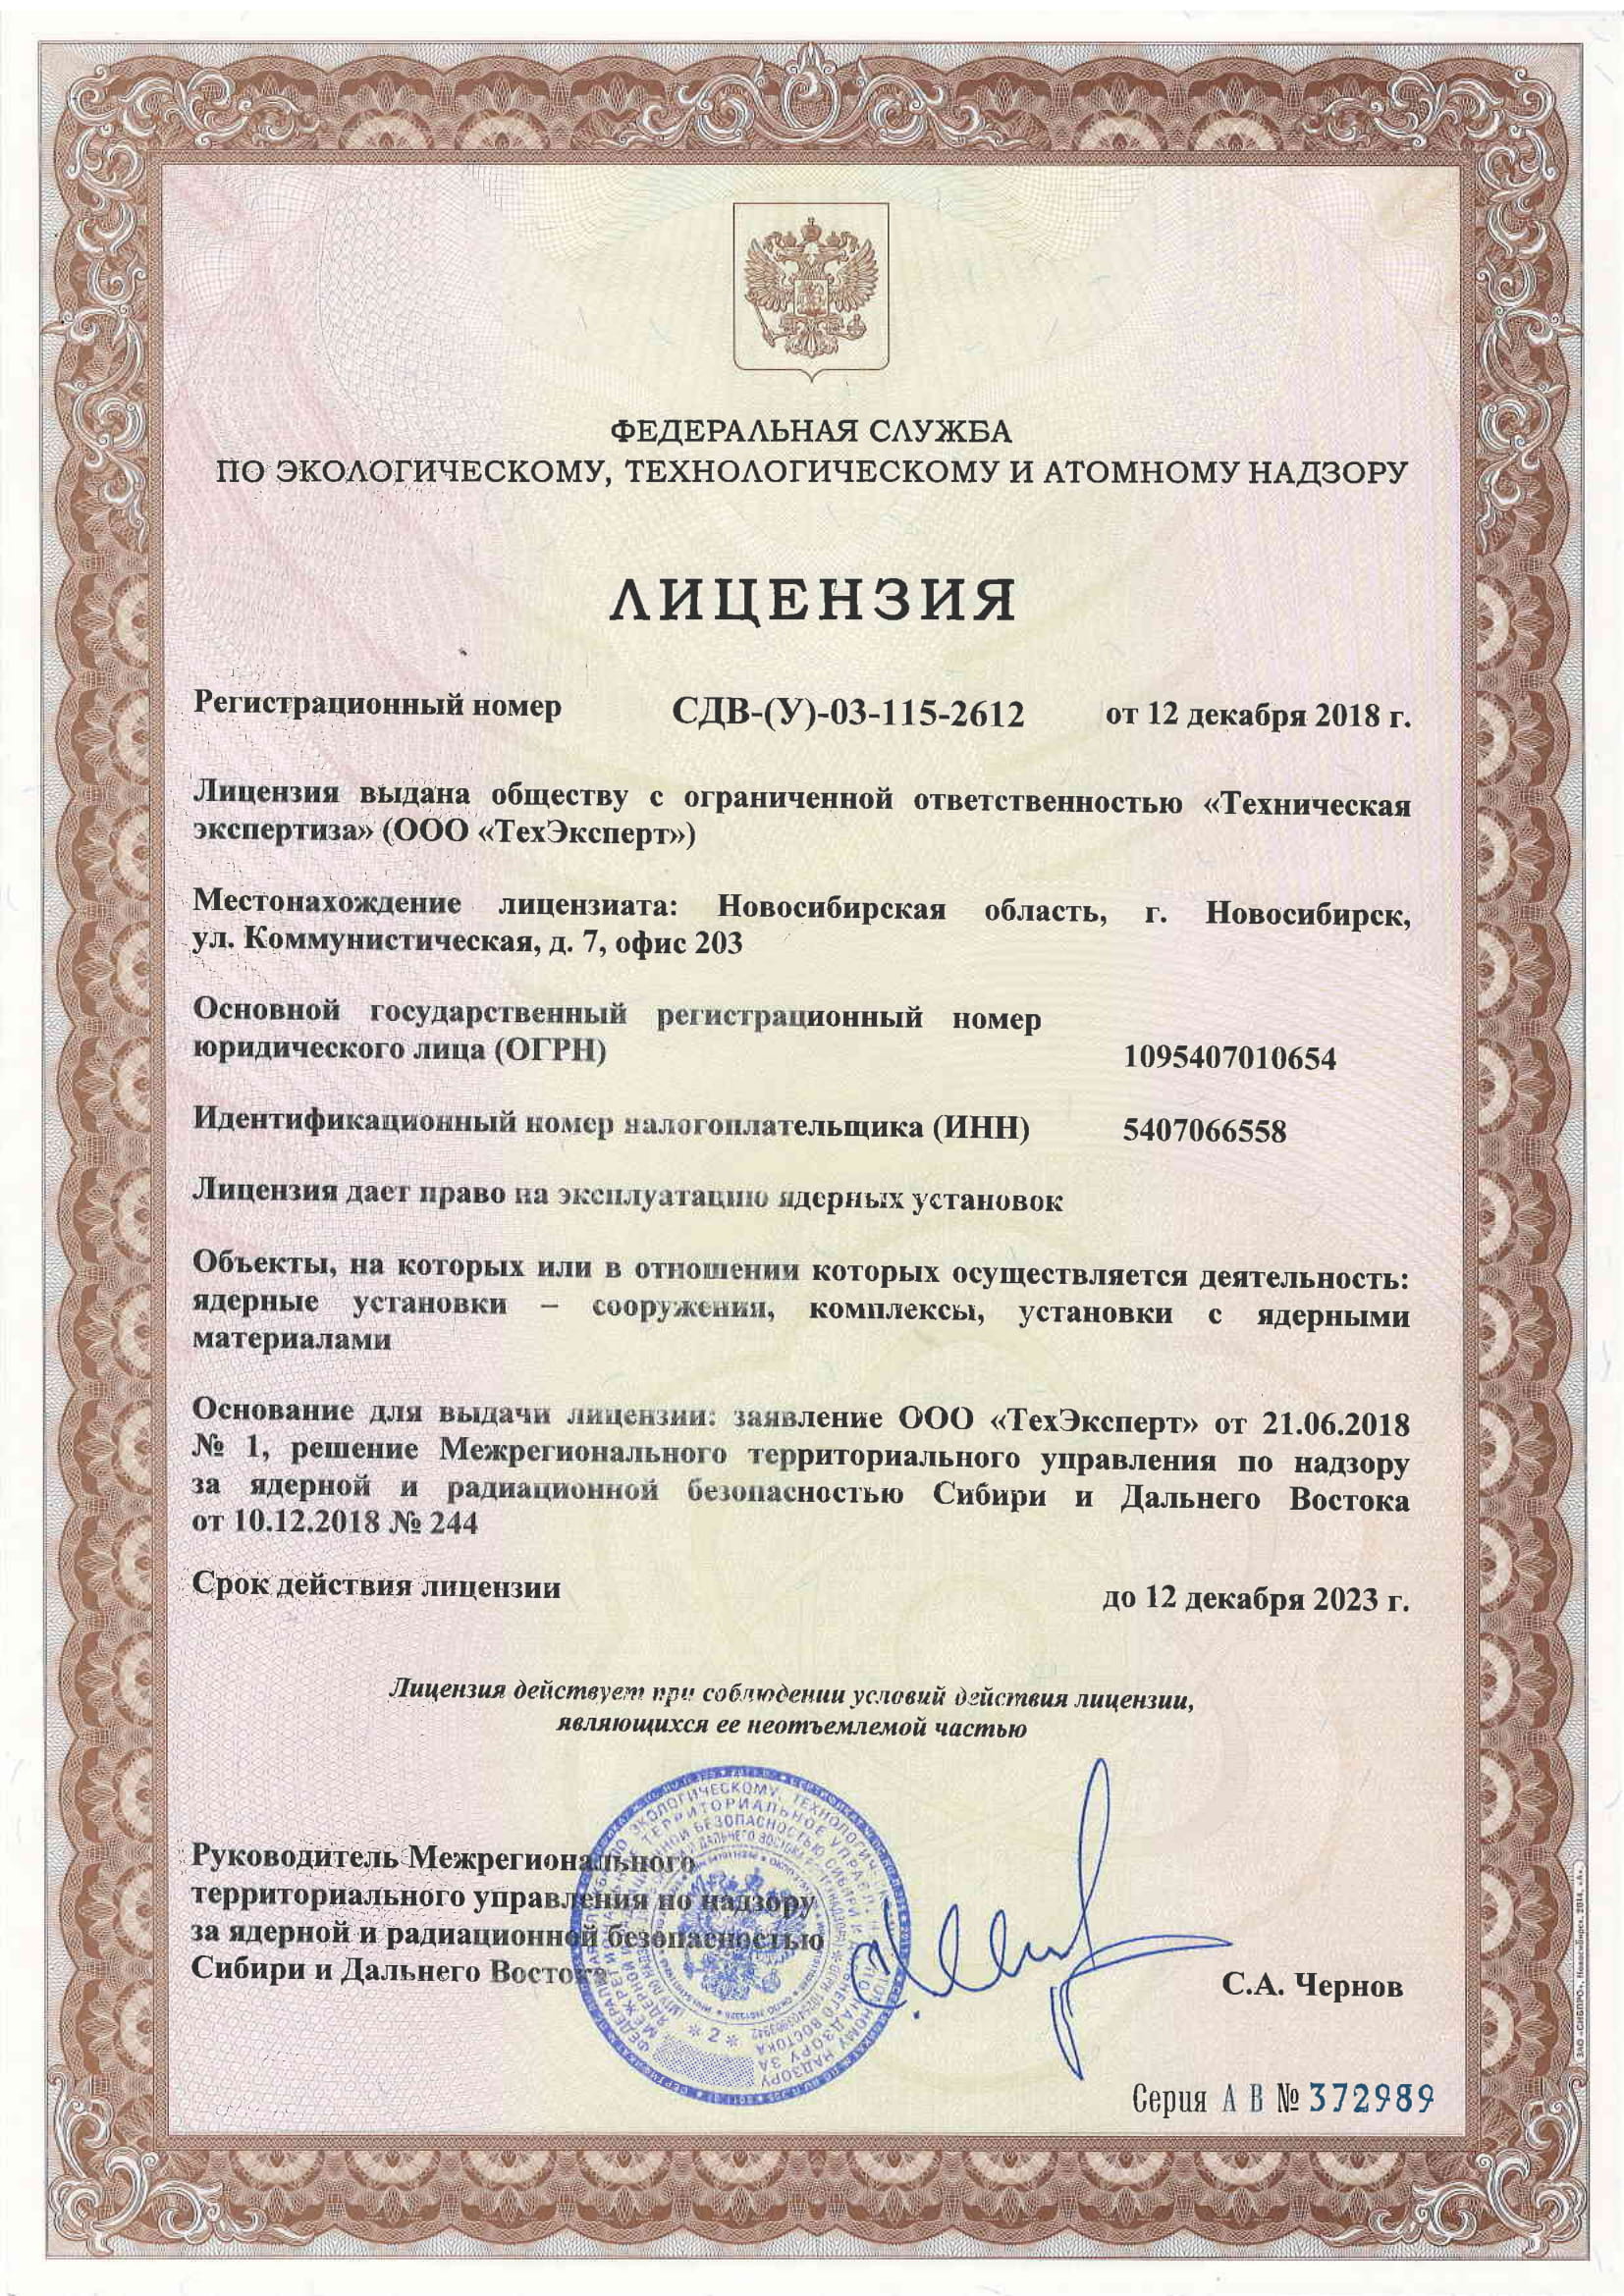 ФЕДЕРАЛЬНАЯ СЛУЖБА
ПО ЭКОЛОГИЧЕСКОМУ, ТЕХНОЛОГИЧЕСКОМУ И АТОМНОМУ НАДЗОРУ
ЛИЦЕНЗИЯ
Регистрационный номер СДВ-(У)-03-115-2612 от 12 декабря 2018 г.
Лицензия выдана обществу с ограниченной ответственностью «Техническая
экспертиза» (ООО «ТехЭксперт»)
Местонахождение лицензиата: Новосибирская область, г. Новосибирск,
ул. Коммунистическая, д. 7, офис 203
Основной государственный регистрационный номер
юридического лица (ОГРН) 1095407010654
Идентификационный номер налогоплательщика (ИНН) 5407066558
Лицензия дает право на эксплуатацию ядерных установок
Объекты, на которых или в отношении которых осуществляется деятельность:
ядерные установки – сооружения, комплексы, установки с ядерными
материалами
Основание для выдачи лицензии: заявление ООО «ТехЭксперт» от 21.06.2018
№ 1, решение Межрегионального территориального управления по надзору
за ядерной и радиационной безопасностью Сибири и Дальнего Востока
от 10.12.2018 № 244
Срок действия лицензии до 12 декабря 2023 г.
Лицензия действует при соблюдении условий действия лицензии,
являющихся ее неотъемлемой частью
Руководитель Межрегионального
территориального управления по надзору
за ядерной и радиационной безопасностью
Сибири и Дальнего Востока
С.А. Чернов
Серия А В № 372989
ЗАО «СИБПРО», Новосибирск, 2014, «А».